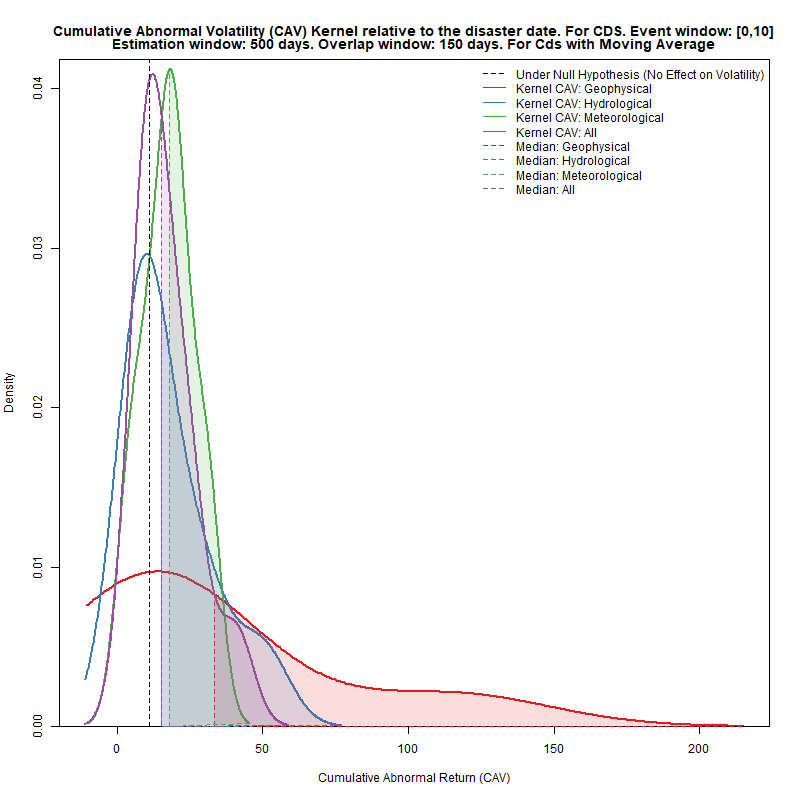 Cumulative Abnormal Volatility (CAV) Kernel relative to the disaster date. For CDS. Event window: [0,10]
Estimation window: 500 days. Overlap window: 150 days. For Cds with Moving Average
Under Null Hypothesis (No Effect on Volatility)
Kernel CAV: Geophysical
Kernel CAV: Hydrological
Kernel CAV: Meteorological
Kernel CAV: All
Median: Geophysical
Median: Hydrological
Median: Meteorological
Median: All
Density
0.04
0.03
0.02
0.01
0.00
0 50 100 150 200
Cumulative Abnormal Return (CAV)